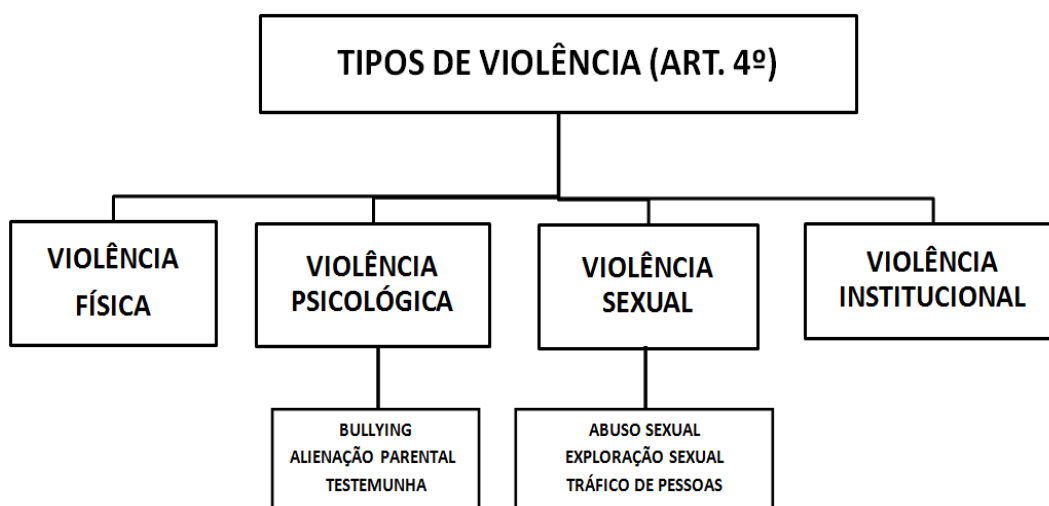 TIPOS DE VIOLÊNCIA (ART. 4º)
VIOLÊNCIA
FÍSICA
VIOLÊNCIA
PSICOLÓGICA
VIOLÊNCIA
SEXUAL
VIOLÊNCIA
INSTITUCIONAL
BULLYING
ALIENAÇÃO PARENTAL
TESTEMUNHA
ABUSO SEXUAL
EXPLORAÇÃO SEXUAL
TRÁFICO DE PESSOAS